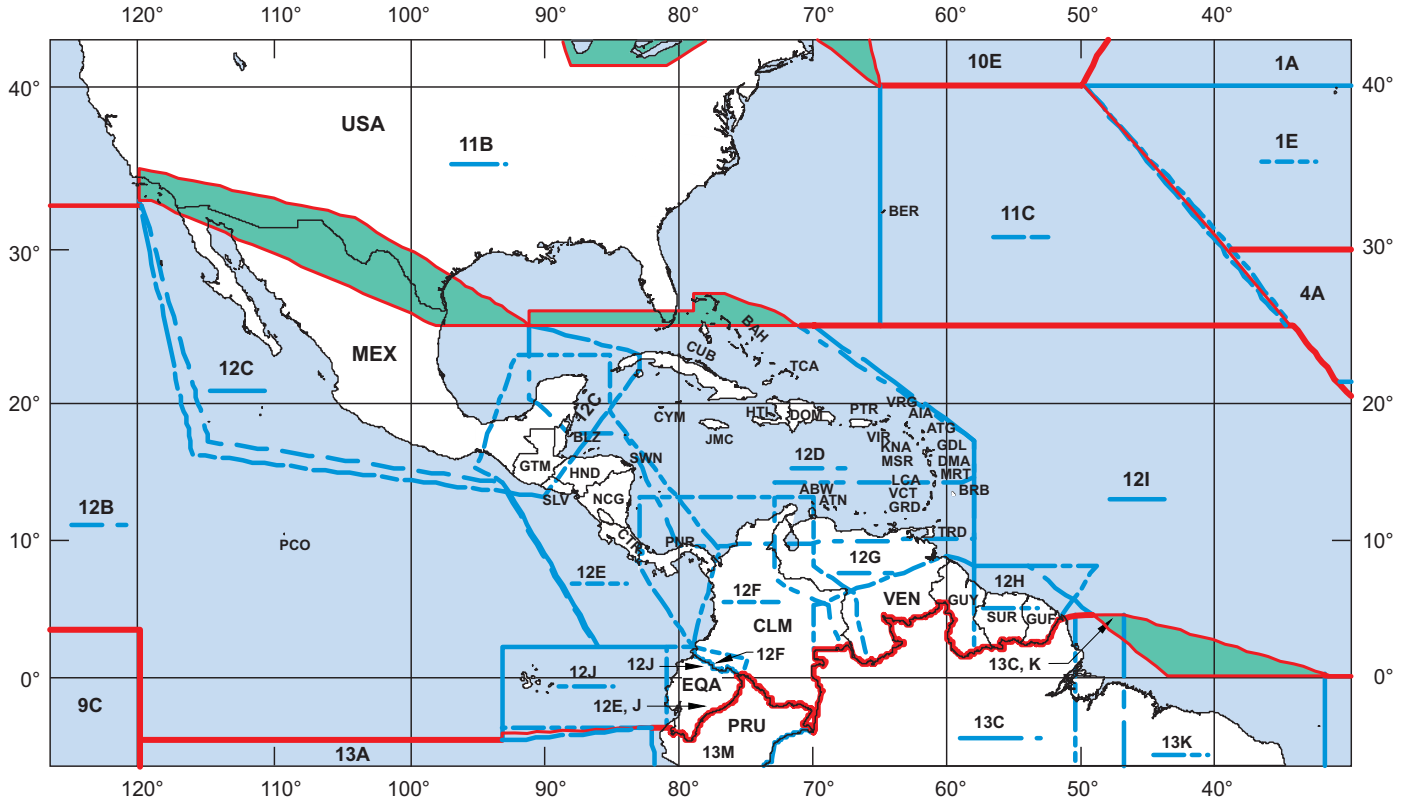 120° 110° 100° 90° 80° 70° 60° 50° 40°
10E 1A
40° 40°
USA 11B 1E
BER 11C
30° 30°
4A
MEX BAH
CUB
12C TCA
20° 12C CYM HTI DOM PTR VRG AIA 20°
BLZ JMC VIR KNA ATG
MSR GDL
GTM HND SWN 12D DMA
MRT
SLV NCG ABW LCA BRB 12I
12B ATN VCT
GRD
10° PCO CTR PNR TRD 10°
12G
12E 12F VEN GUY 12H
SUR GUF
CLM
12J 12J 12F 13C, K
0° EQA 0°
9C 12E, J
PRU 13C
13A 13M 13K
120° 110° 100° 90° 80° 70° 60° 50° 40°